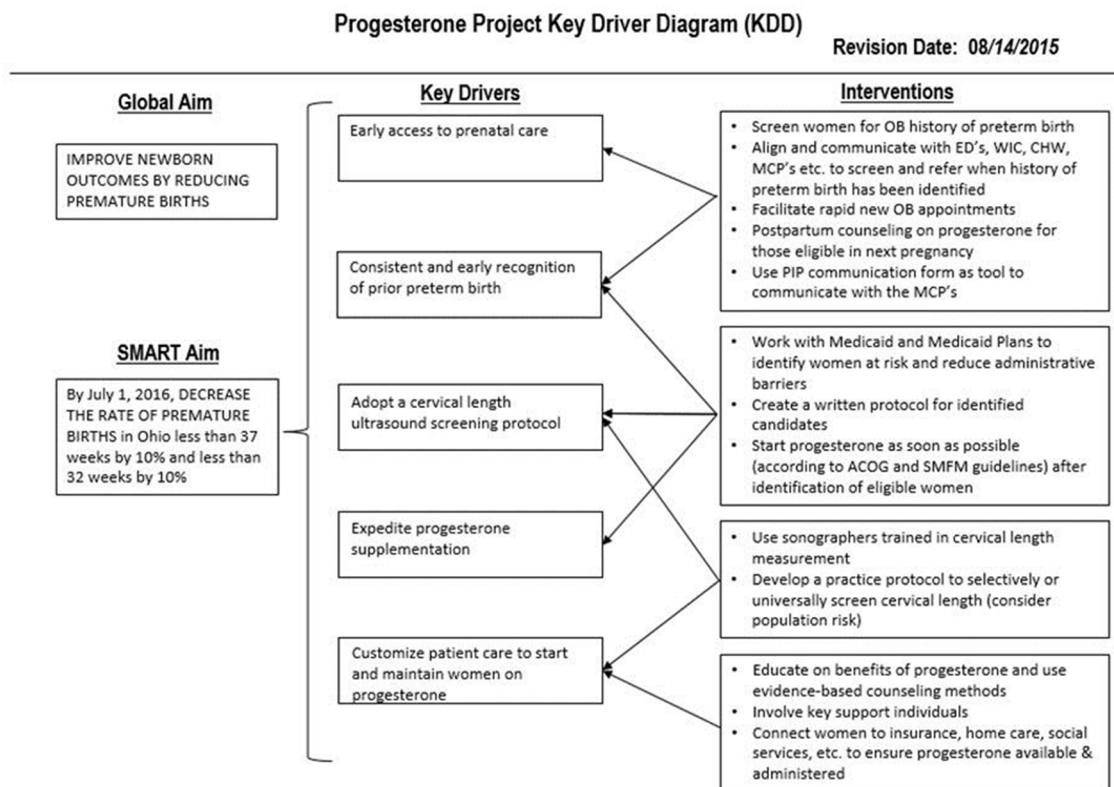 Progesterone Project Key Driver Diagram (KDD)
Revision Date: 08/14/2015
Global Aim
IMPROVE NEWBORN
OUTCOMES BY REDUCING
PREMATURE BIRTHS
SMART Aim
By July 1, 2016, DECREASE
THE RATE OF PREMATURE
BIRTHS in Ohio less than 37
weeks by 10% and less than
32 weeks by 10%
Key Drivers
Early access to prenatal care
Consistent and early recognition
of prior preterm birth
Adopt a cervical length
ultrasound screening protocol
Expedite progesterone
supplementation
Customize patient care to start
and maintain women on
progesterone
Interventions
• Screen women for OB history of preterm birth
• Align and communicate with ED's, WIC, CHW,
MCP's etc. to screen and refer when history of
preterm birth has been identified
• Facilitate rapid new OB appointments
• Postpartum counseling on progesterone for
those eligible in next pregnancy
• Use PIP communication form as tool to
communicate with the MCP's
• Work with Medicaid and Medicaid Plans to
identify women at risk and reduce administrative
barriers
• Create a written protocol for identified
candidates
• Start progesterone as soon as possible
(according to ACOG and SMFM guidelines) after
identification of eligible women
• Use sonographers trained in cervical length
measurement
• Develop a practice protocol to selectively or
universally screen cervical length (consider
population risk)
• Educate on benefits of progesterone and use
evidence-based counseling methods
• Involve key support individuals
• Connect women to insurance, home care, social
services, etc. to ensure progesterone available &
administered